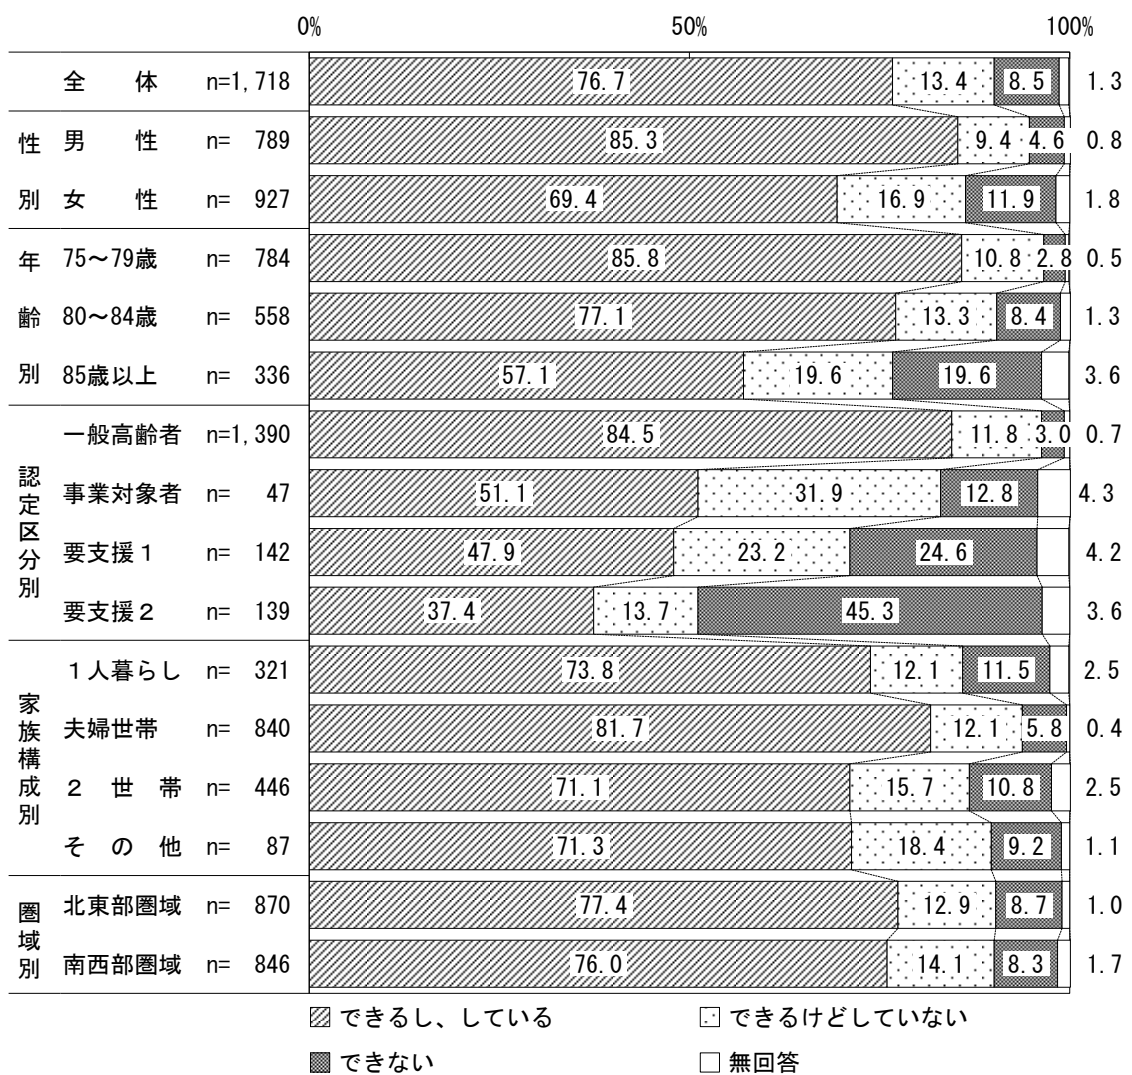 0% 50% 100%
全 体 n=1,718 76.7 13.4 8.5 1.3
性別
男 性 n= 789 85.3 9.4 4.6 0.8
女 性 n= 927 69.4 16.9 11.9 1.8
年齢別
75～79歳 n= 784 85.8 10.8 2.8 0.5
80～84歳 n= 558 77.1 13.3 8.4 1.3
85歳以上 n= 336 57.1 19.6 19.6 3.6
認定区分別
一般高齢者 n=1,390 84.5 11.8 3.0 0.7
事業対象者 n= 47 51.1 31.9 12.8 4.3
要支援１ n= 142 47.9 23.2 24.6 4.2
要支援２ n= 139 37.4 13.7 45.3 3.6
家族構成別
１人暮らし n= 321 73.8 12.1 11.5 2.5
夫婦世帯 n= 840 81.7 12.1 5.8 0.4
２ 世 帯 n= 446 71.1 15.7 10.8 2.5
そ の 他 n= 87 71.3 18.4 9.2 1.1
圏域別
北東部圏域 n= 870 77.4 12.9 8.7 1.0
南西部圏域 n= 846 76.0 14.1 8.3 1.7
できるし、している できるけどしていない
できない 無回答